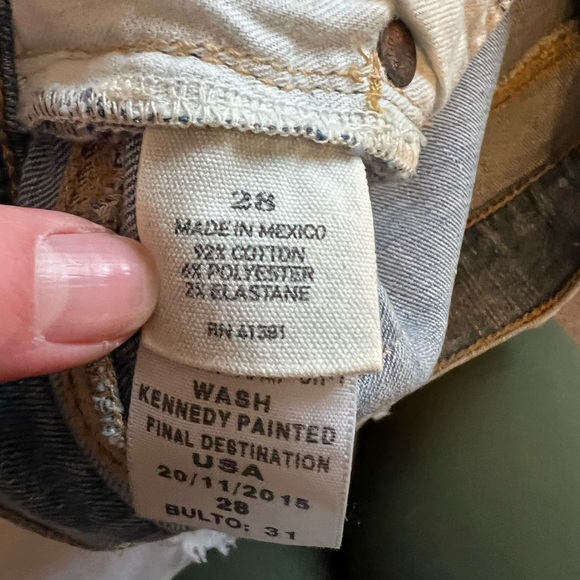 28
MADE IN MEXICO
92% COTTON
6% POLYESTER
2% ELASTANE
RN 41381
WASH
KENNEDY PAINTED
FINAL DESTINATION
USA
20/11/2015
28
BULTO: 31